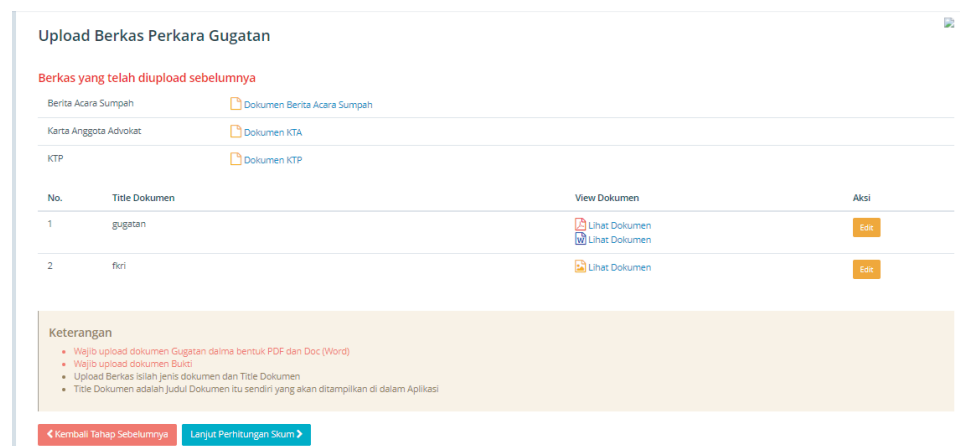 Upload Berkas Perkara Gugatan
Berkas yang telah diupload sebelumnya
Berita Acara Sumpah Dokumen Berita Acara Sumpah
Karta Anggota Advokat Dokumen KTA
KTP Dokumen KTP
No. Title Dokumen View Dokumen Aksi
1 gugatan Lihat Dokumen Edit
Lihat Dokumen
2 fkri Lihat Dokumen Edit
Keterangan
Wajib upload dokumen Gugatan dalma bentuk PDF dan Doc (Word)
Wajib upload dokumen Bukti
Upload Berkas isilah jenis dokumen dan Title Dokumen
Title Dokumen adalah Judul Dokumen itu sendiri yang akan ditampilkan di dalam Aplikasi
Kembali Tahap Sebelumnya Lanjut Perhitungan Skum